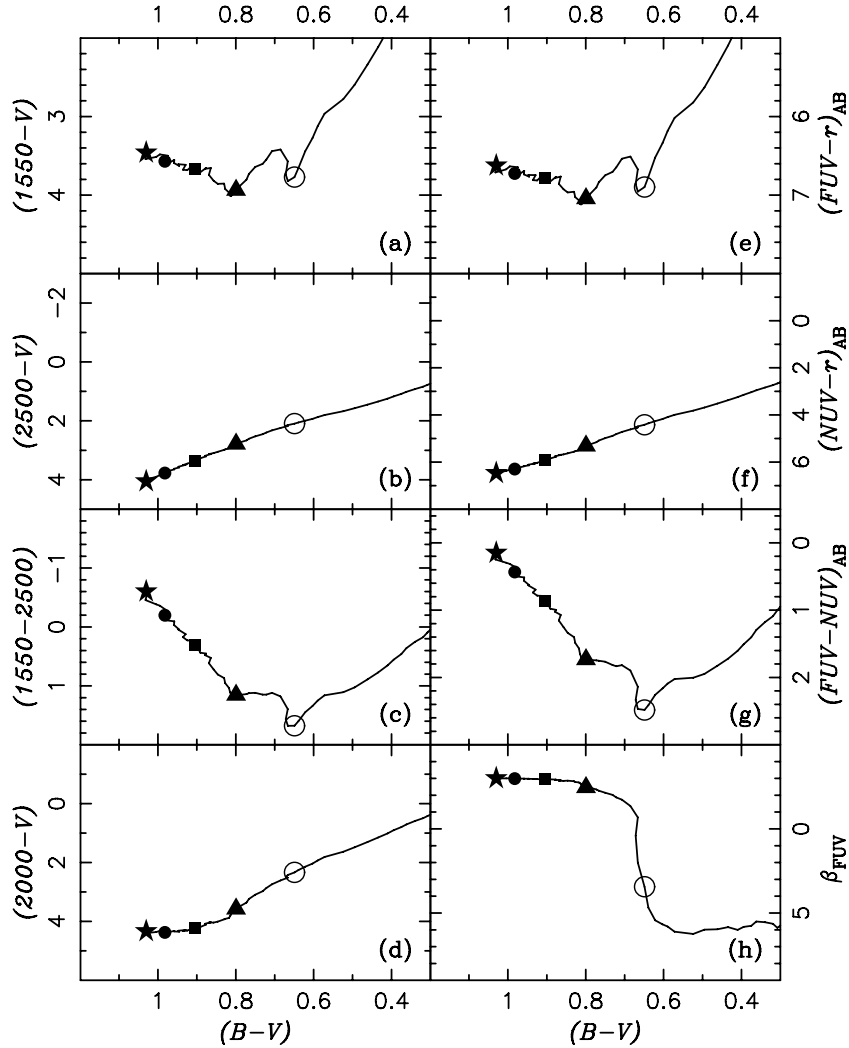 1 0.8 0.6 0.4 1 0.8 0.6 0.4
(1550−V) 3 4 (a) (e) 6 7 (FUV−r)AB
(2500−V) −2 0 2 4 (b) (f) 0 2 4 6 (NUV−r)AB
(1550−2500) −1 0 1 (c) (g) 0 1 2 (FUV−NUV)AB
(2000−V) 0 2 4 (d) (h) 0 5 βFUV
1 0.8 0.6 0.4 1 0.8 0.6 0.4
(B−V) (B−V)